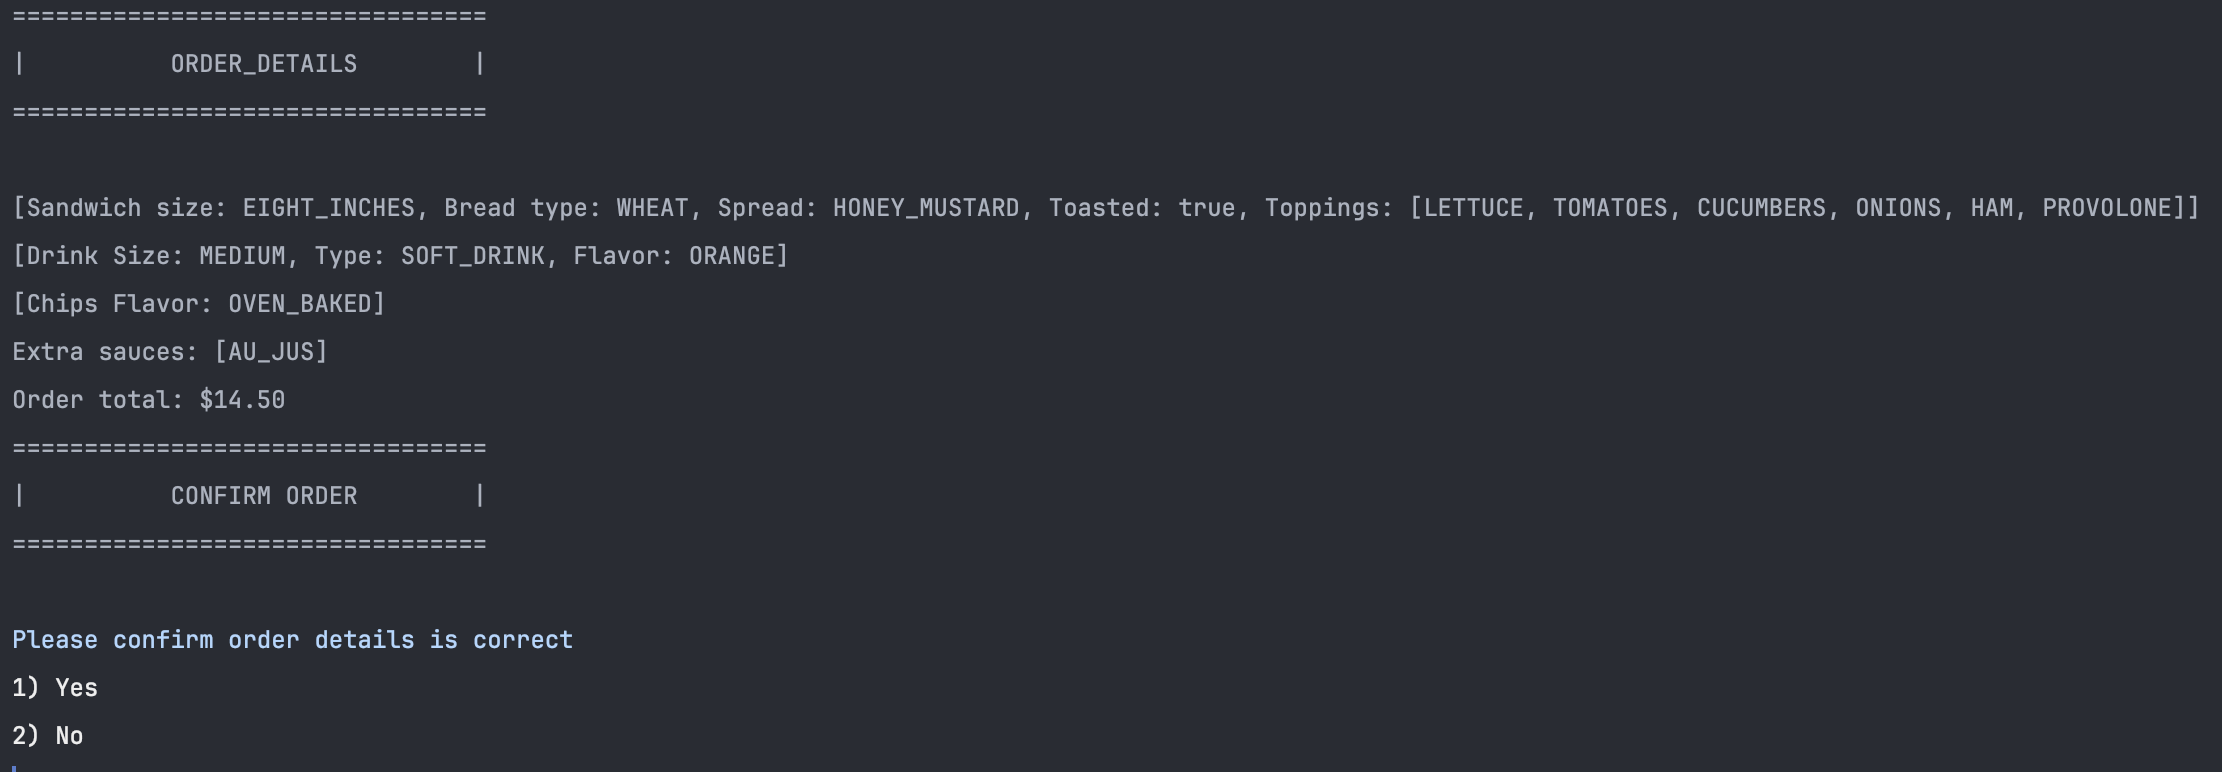 =================================
|          ORDER_DETAILS        |
=================================
[Sandwich size: EIGHT_INCHES, Bread type: WHEAT, Spread: HONEY_MUSTARD, Toasted: true, Toppings: [LETTUCE, TOMATOES, CUCUMBERS, ONIONS, HAM, PROVOLONE]]
[Drink Size: MEDIUM, Type: SOFT_DRINK, Flavor: ORANGE]
[Chips Flavor: OVEN_BAKED]
Extra sauces: [AU_JUS]
Order total: $14.50
=================================
|          CONFIRM ORDER        |
=================================
Please confirm order details is correct
1) Yes
2) No